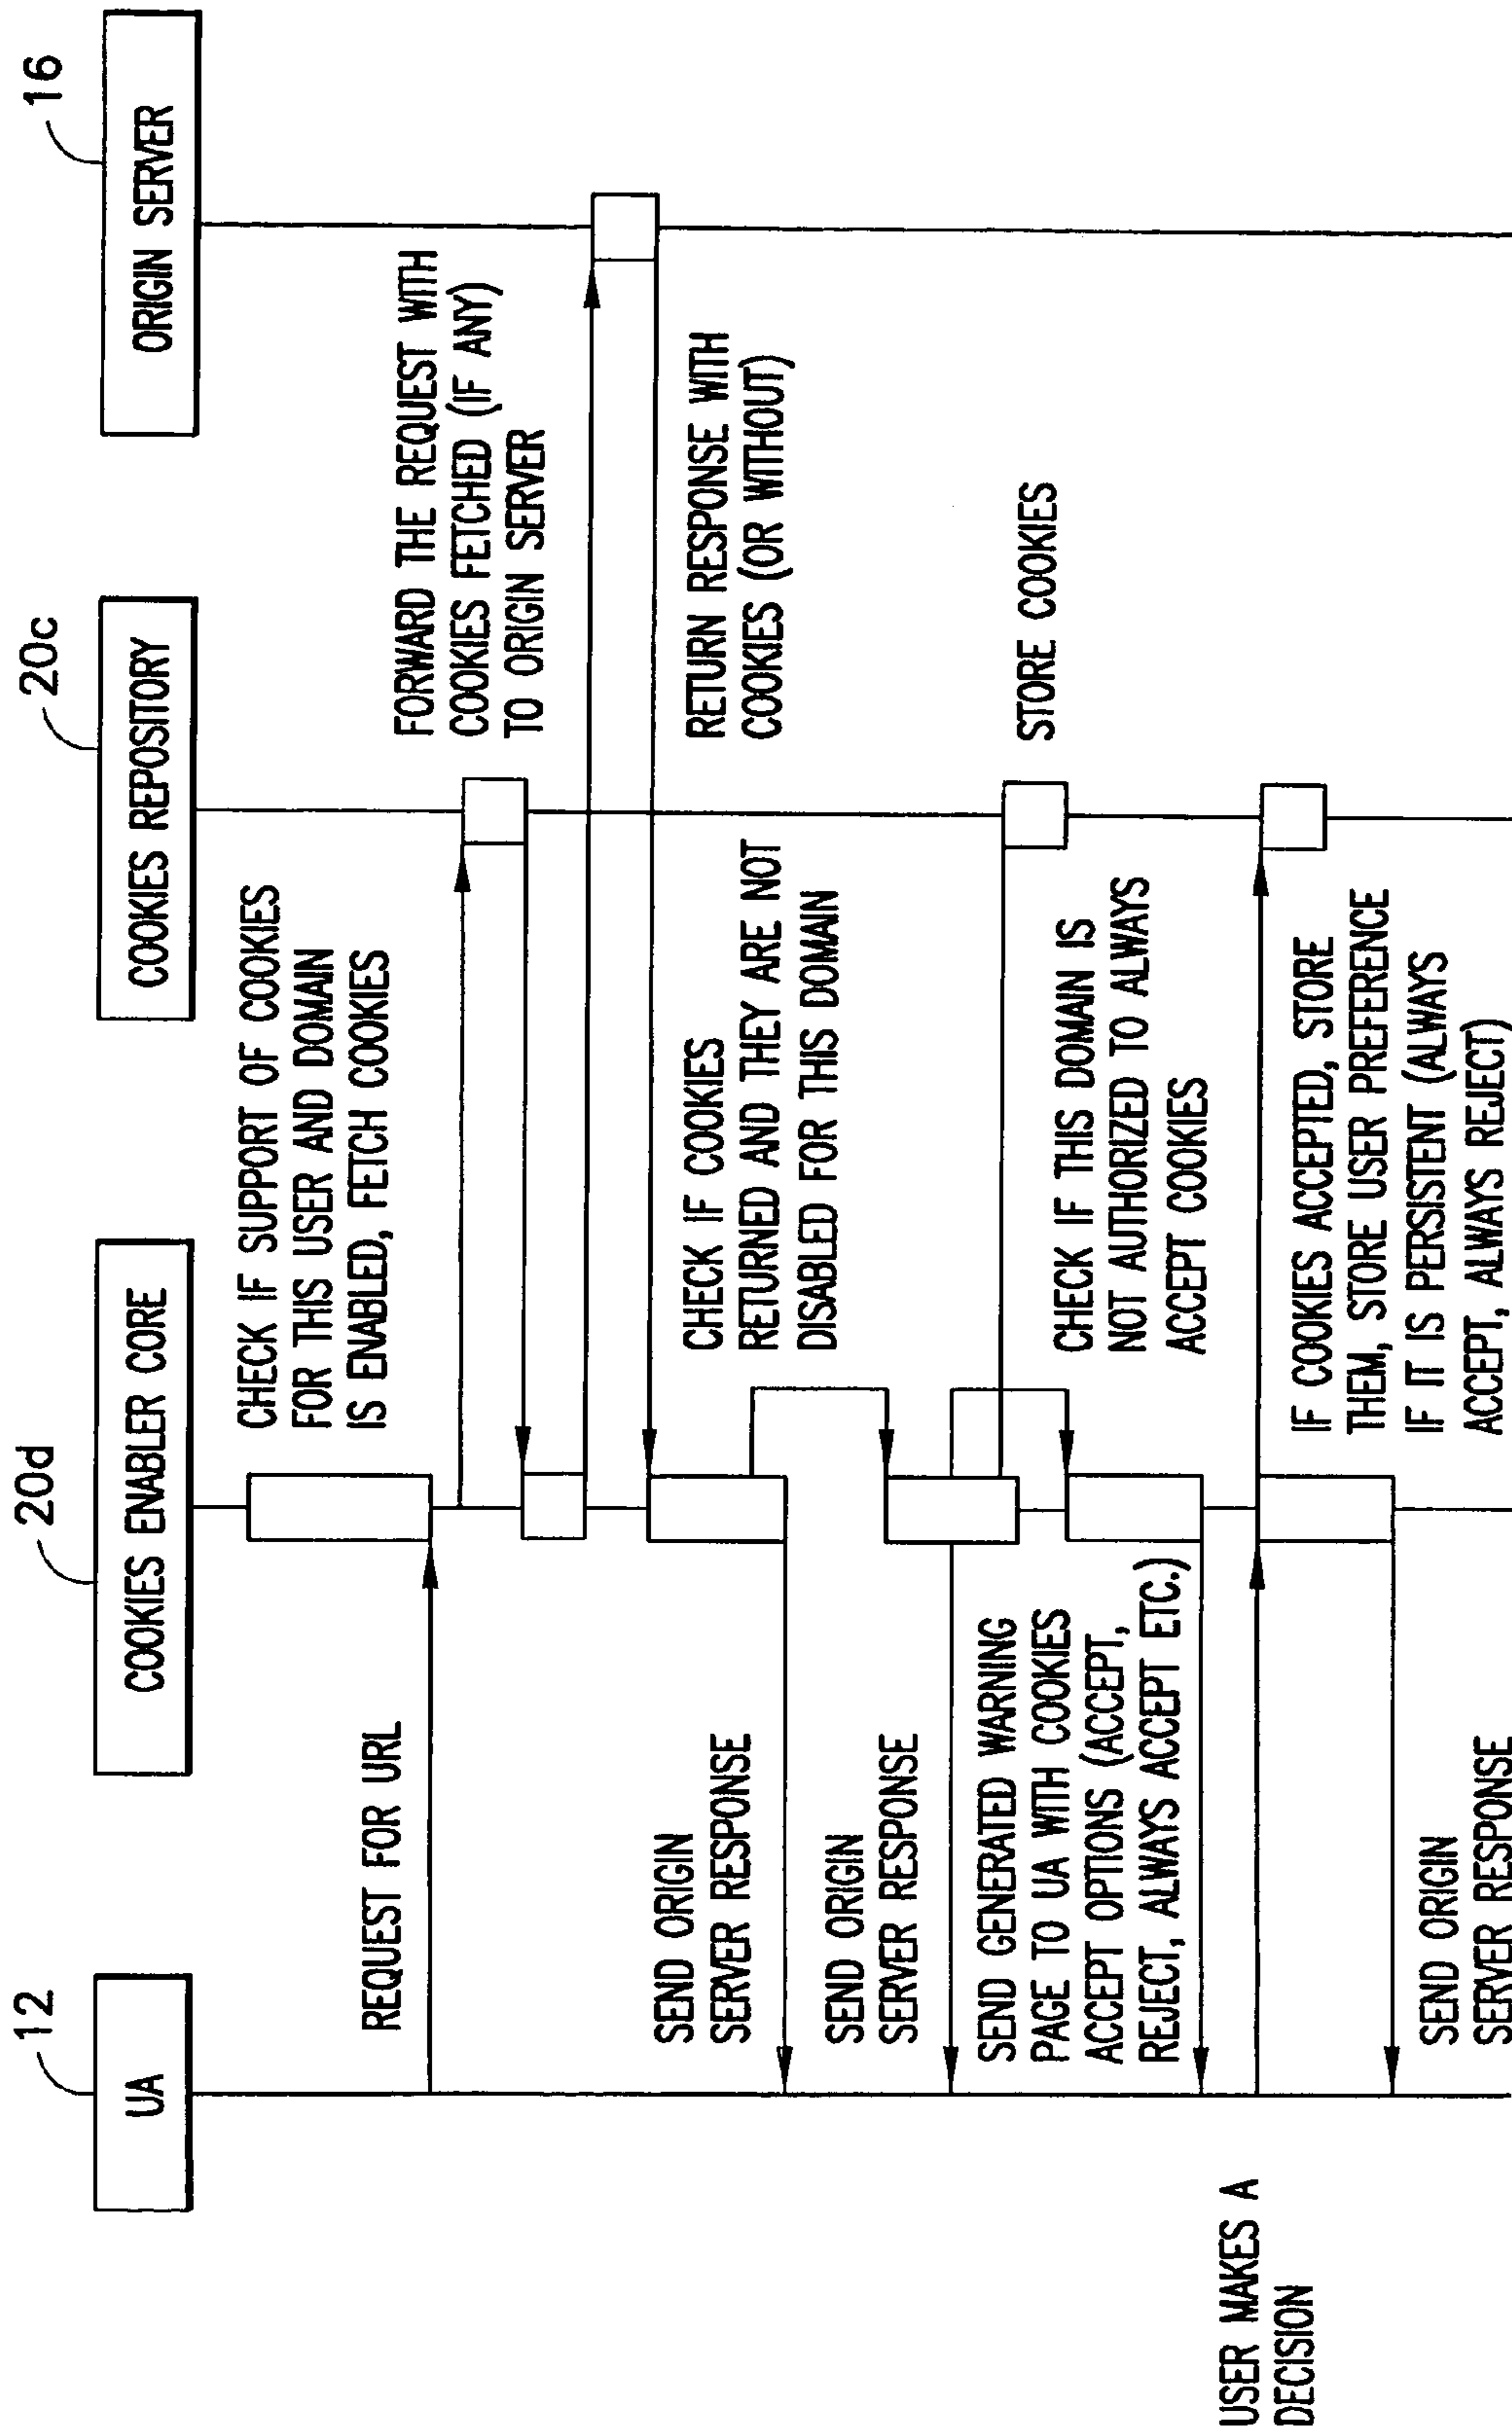 12
UA
20d
COOKIES ENABLER CORE
20c
COOKIES REPOSITORY
16
ORIGIN SERVER
REQUEST FOR URL
CHECK IF SUPPORT OF COOKIES
FOR THIS USER AND DOMAIN
IS ENABLED, FETCH COOKIES
FORWARD THE REQUEST WITH
COOKIES FETCHED (IF ANY)
TO ORIGIN SERVER
RETURN RESPONSE WITH
COOKIES (OR WITHOUT)
CHECK IF COOKIES
RETURNED AND THEY ARE NOT
DISABLED FOR THIS DOMAIN
SEND ORIGIN
SERVER RESPONSE
SEND ORIGIN
SERVER RESPONSE
STORE COOKIES
CHECK IF THIS DOMAIN IS
NOT AUTHORIZED TO ALWAYS
ACCEPT COOKIES
SEND GENERATED WARNING
PAGE TO UA WITH COOKIES
ACCEPT OPTIONS (ACCEPT,
REJECT, ALWAYS ACCEPT ETC.)
USER MAKES A
DECISION
IF COOKIES ACCEPTED, STORE
THEM, STORE USER PREFERENCE
IF IT IS PERSISTENT (ALWAYS
ACCEPT, ALWAYS REJECT)
SEND ORIGIN
SERVER RESPONSE